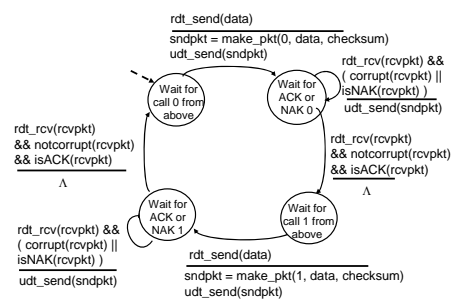 rdt_send(data)
sndpkt = make_pkt(0, data, checksum)
udt_send(sndpkt)
Wait for
call 0 from
above
Wait for
ACK or
NAK 0
rdt_rcv(rcvpkt) &&
( corrupt(rcvpkt) ||
isNAK(rcvpkt) )
udt_send(sndpkt)
rdt_rcv(rcvpkt)
&& notcorrupt(rcvpkt)
&& isACK(rcvpkt)
Λ
rdt_rcv(rcvpkt)
&& notcorrupt(rcvpkt)
&& isACK(rcvpkt)
Λ
Wait for
ACK or
NAK 1
Wait for
call 1 from
above
rdt_rcv(rcvpkt) &&
( corrupt(rcvpkt) ||
isNAK(rcvpkt) )
udt_send(sndpkt)
rdt_send(data)
sndpkt = make_pkt(1, data, checksum)
udt_send(sndpkt)